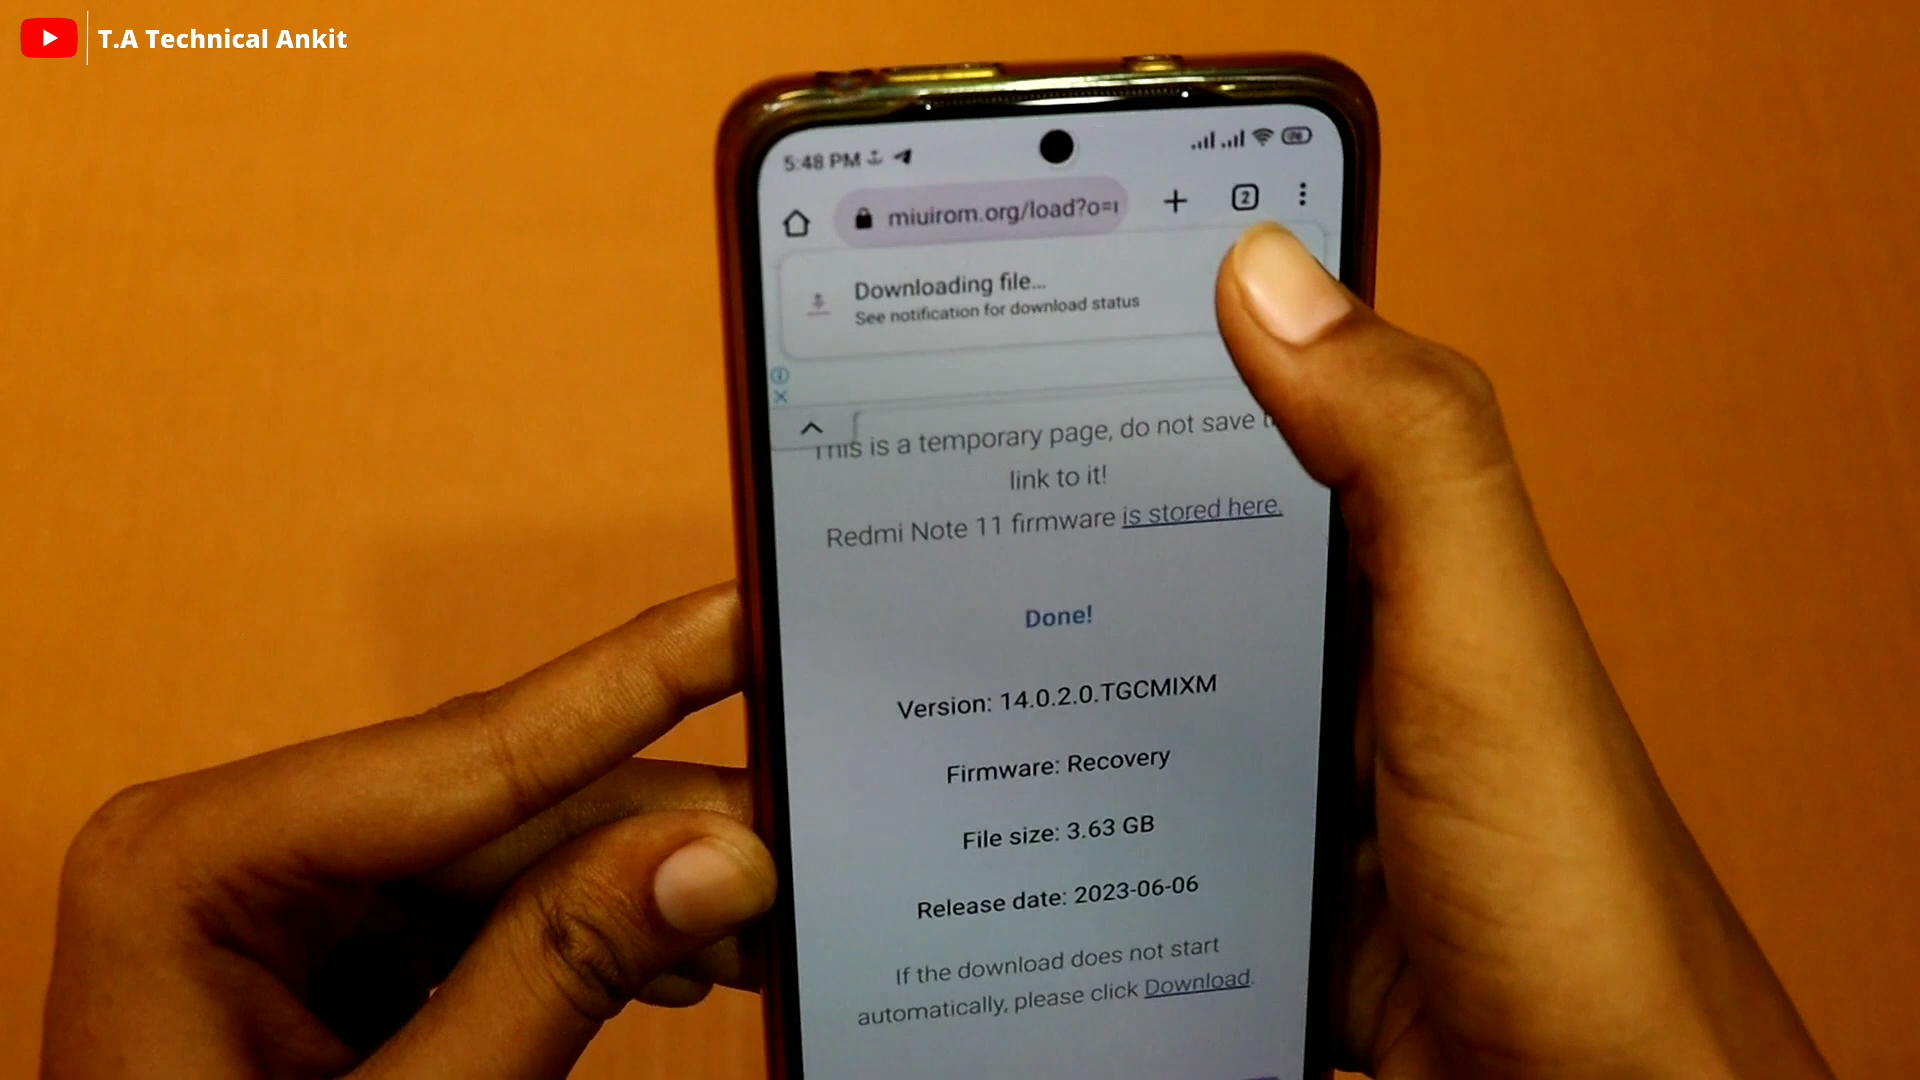 T.A Technical Ankit
5:48 PM
miuirom.org/load?o=
2
Downloading file...
See notification for download status
This is a temporary page, do not save
link to it!
Redmi Note 11 firmware is stored here.
Done!
Version: 14.0.2.0.TGCMIXM
Firmware: Recovery
File size: 3.63 GB
Release date: 2023-06-06
If the download does not start
automatically, please click Download.